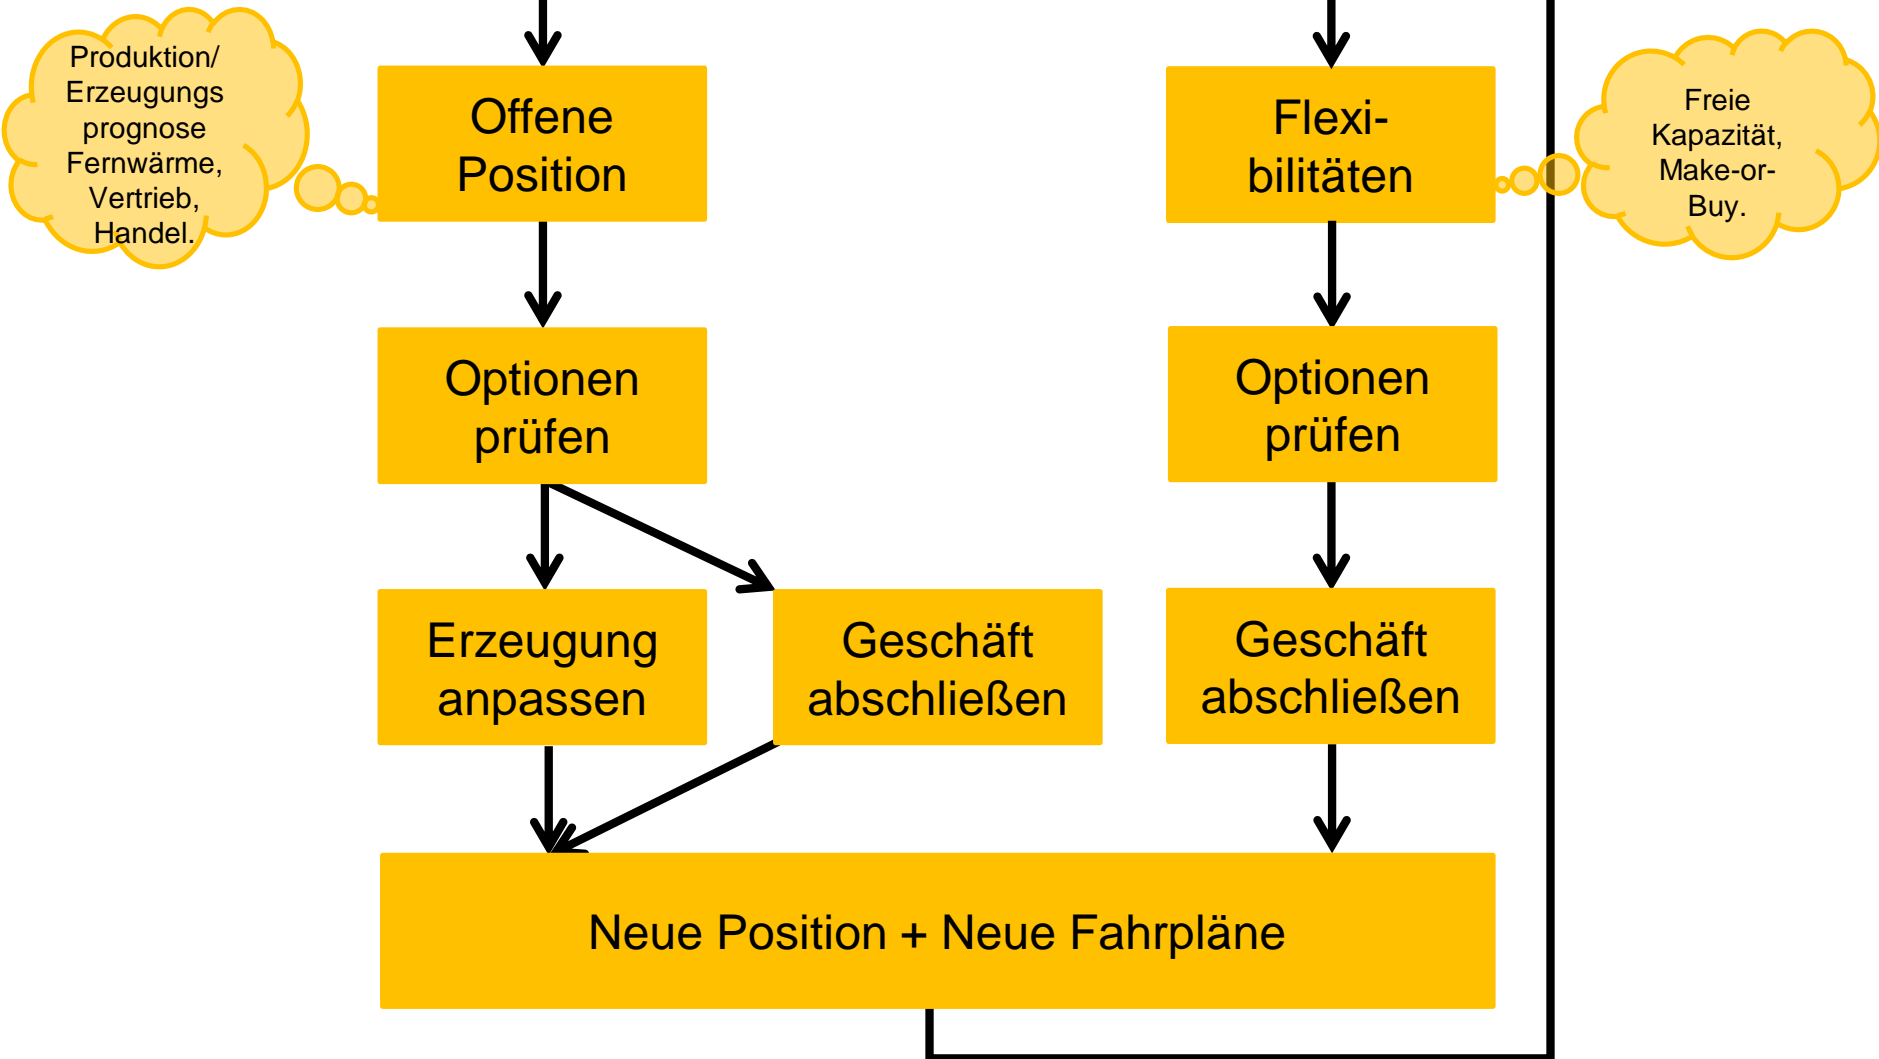 Produktion/
Erzeugungs
prognose
Fernwärme,
Vertrieb,
Handel.
Offene
Position
Flexi-
bilitäten
Freie
Kapazität,
Make-or-
Buy.
Optionen
prüfen
Optionen
prüfen
Erzeugung
anpassen
Geschäft
abschließen
Geschäft
abschließen
Neue Position + Neue Fahrpläne